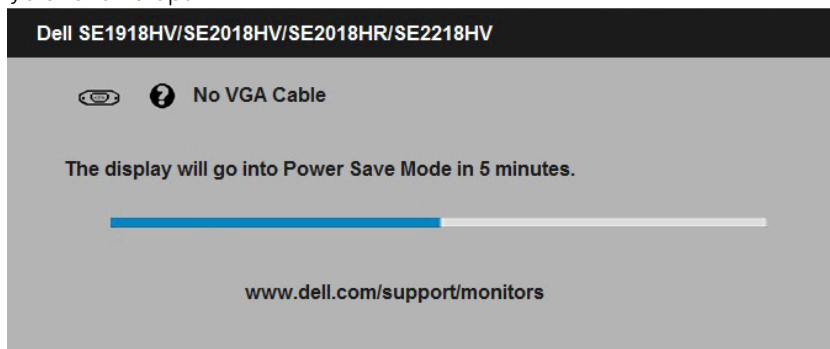 Dell SE1918HV/SE2018HV/SE2018HR/SE2218HV
No VGA Cable
The display will go into Power Save Mode in 5 minutes.
www.dell.com/support/monitors